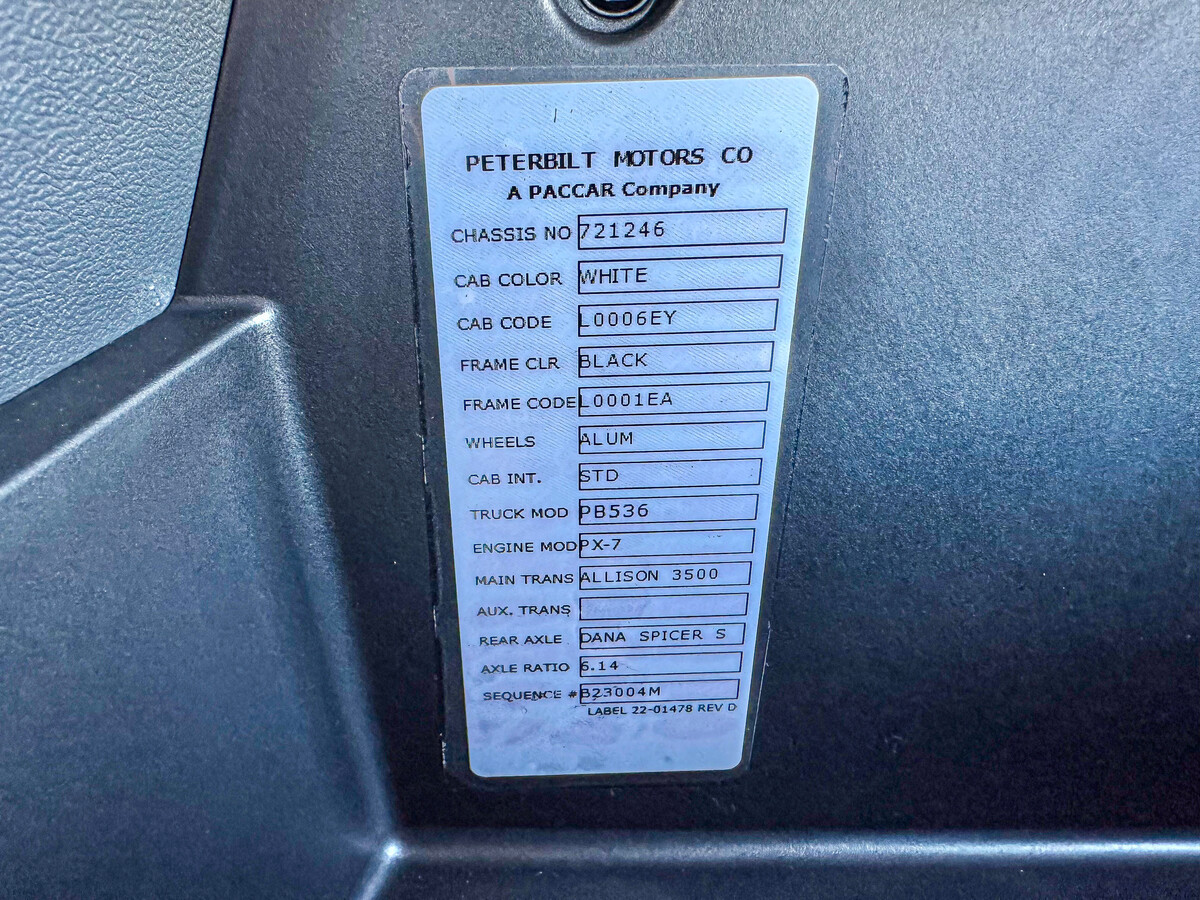 PETERBILT MOTORS CO
A PACCAR Company
CHASSIS NO 721246
CAB COLOR WHITE
CAB CODE L0006EY
FRAME CLR BLACK
FRAME CODE L0001EA
WHEELS ALUM
CAB INT. STD
TRUCK MOD PB536
ENGINE MOD PX-7
MAIN TRANS ALLISON 3500
AUX. TRANS
REAR AXLE DANA SPICER S
AXLE RATIO 6.14
SEQUENCE # B23004M
LABEL 22-01478 REV D